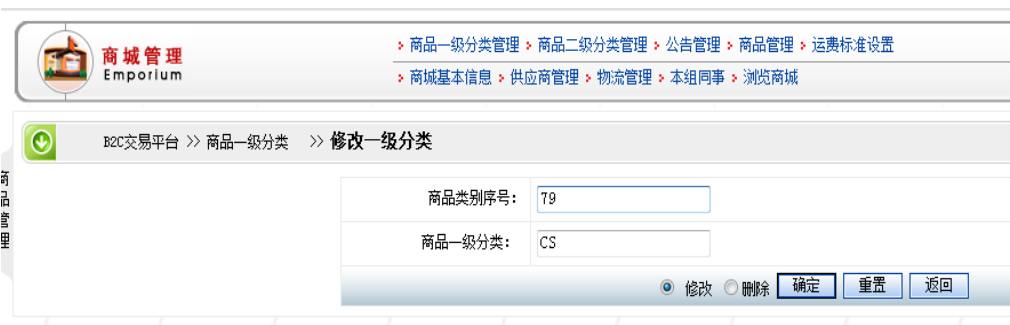 商城管理
Emporium
商品一级分类管理 商品二级分类管理 公告管理 商品管理 运费标准设置
商城基本信息 供应商管理 物流管理 本组同事 浏览商城
B2C交易平台 >> 商品一级分类 >> 修改一级分类
商品管理
商品类别序号: 79
商品一级分类: CS
修改 删除 确定 重置 返回